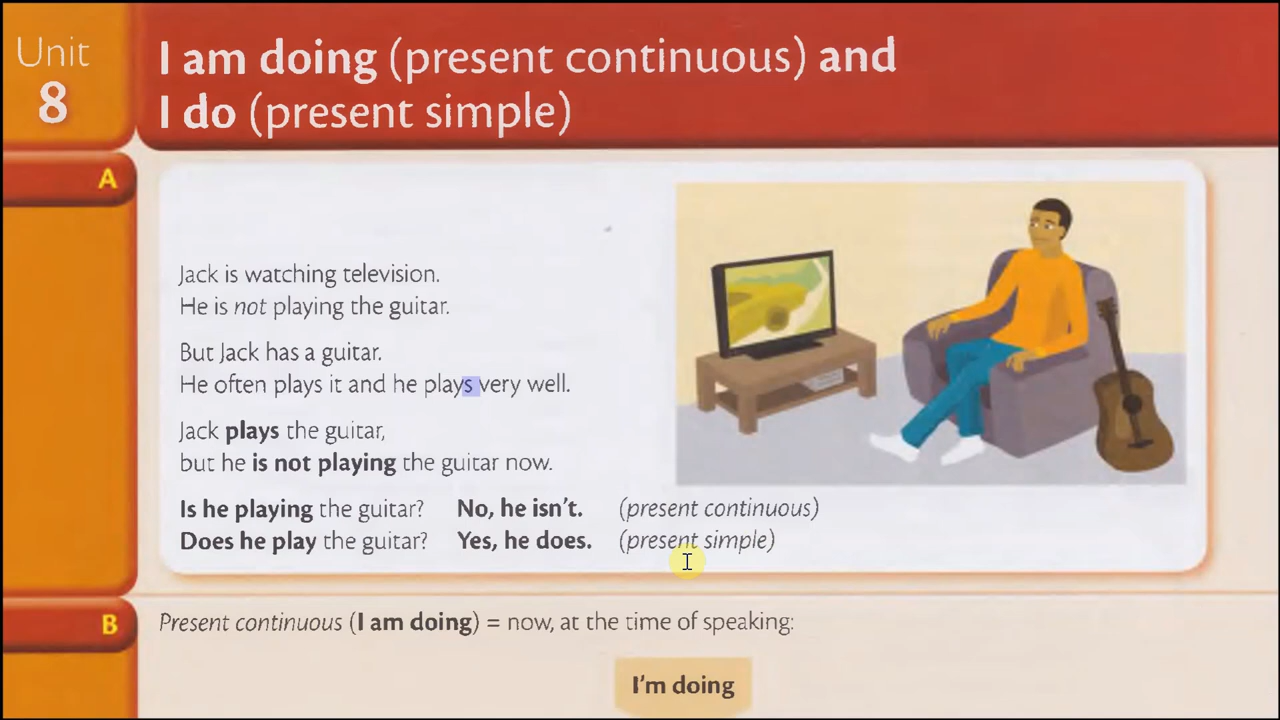 Unit
8
I am doing (present continuous) and
I do (present simple)
A
Jack is watching television.
He is not playing the guitar.
But Jack has a guitar.
He often plays it and he plays very well.
Jack plays the guitar,
but he is not playing the guitar now.
Is he playing the guitar? No, he isn't. (present continuous)
Does he play the guitar? Yes, he does. (present simple)
B
Present continuous (I am doing) = now, at the time of speaking:
I'm doing